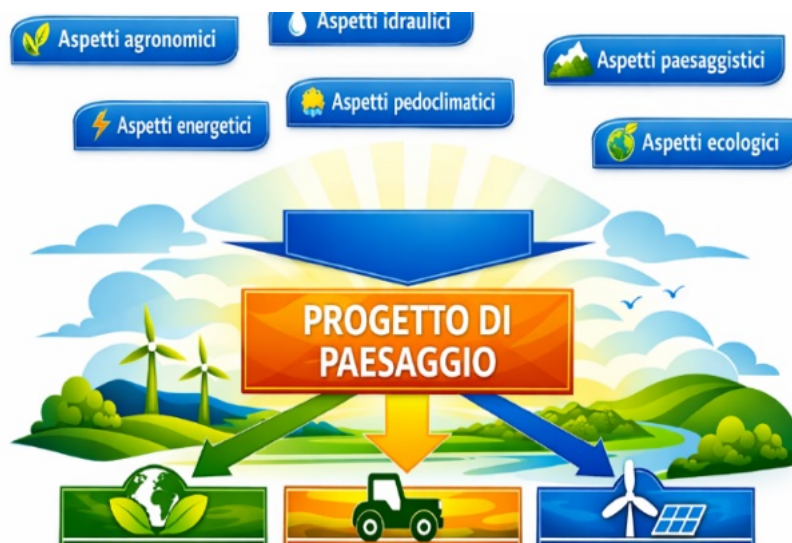 Aspetti idraulici
Aspetti agronomici
Aspetti paesaggistici
Aspetti pedoclimatici
Aspetti energetici
Aspetti ecologici
PROGETTO DI
PAESAGGIO